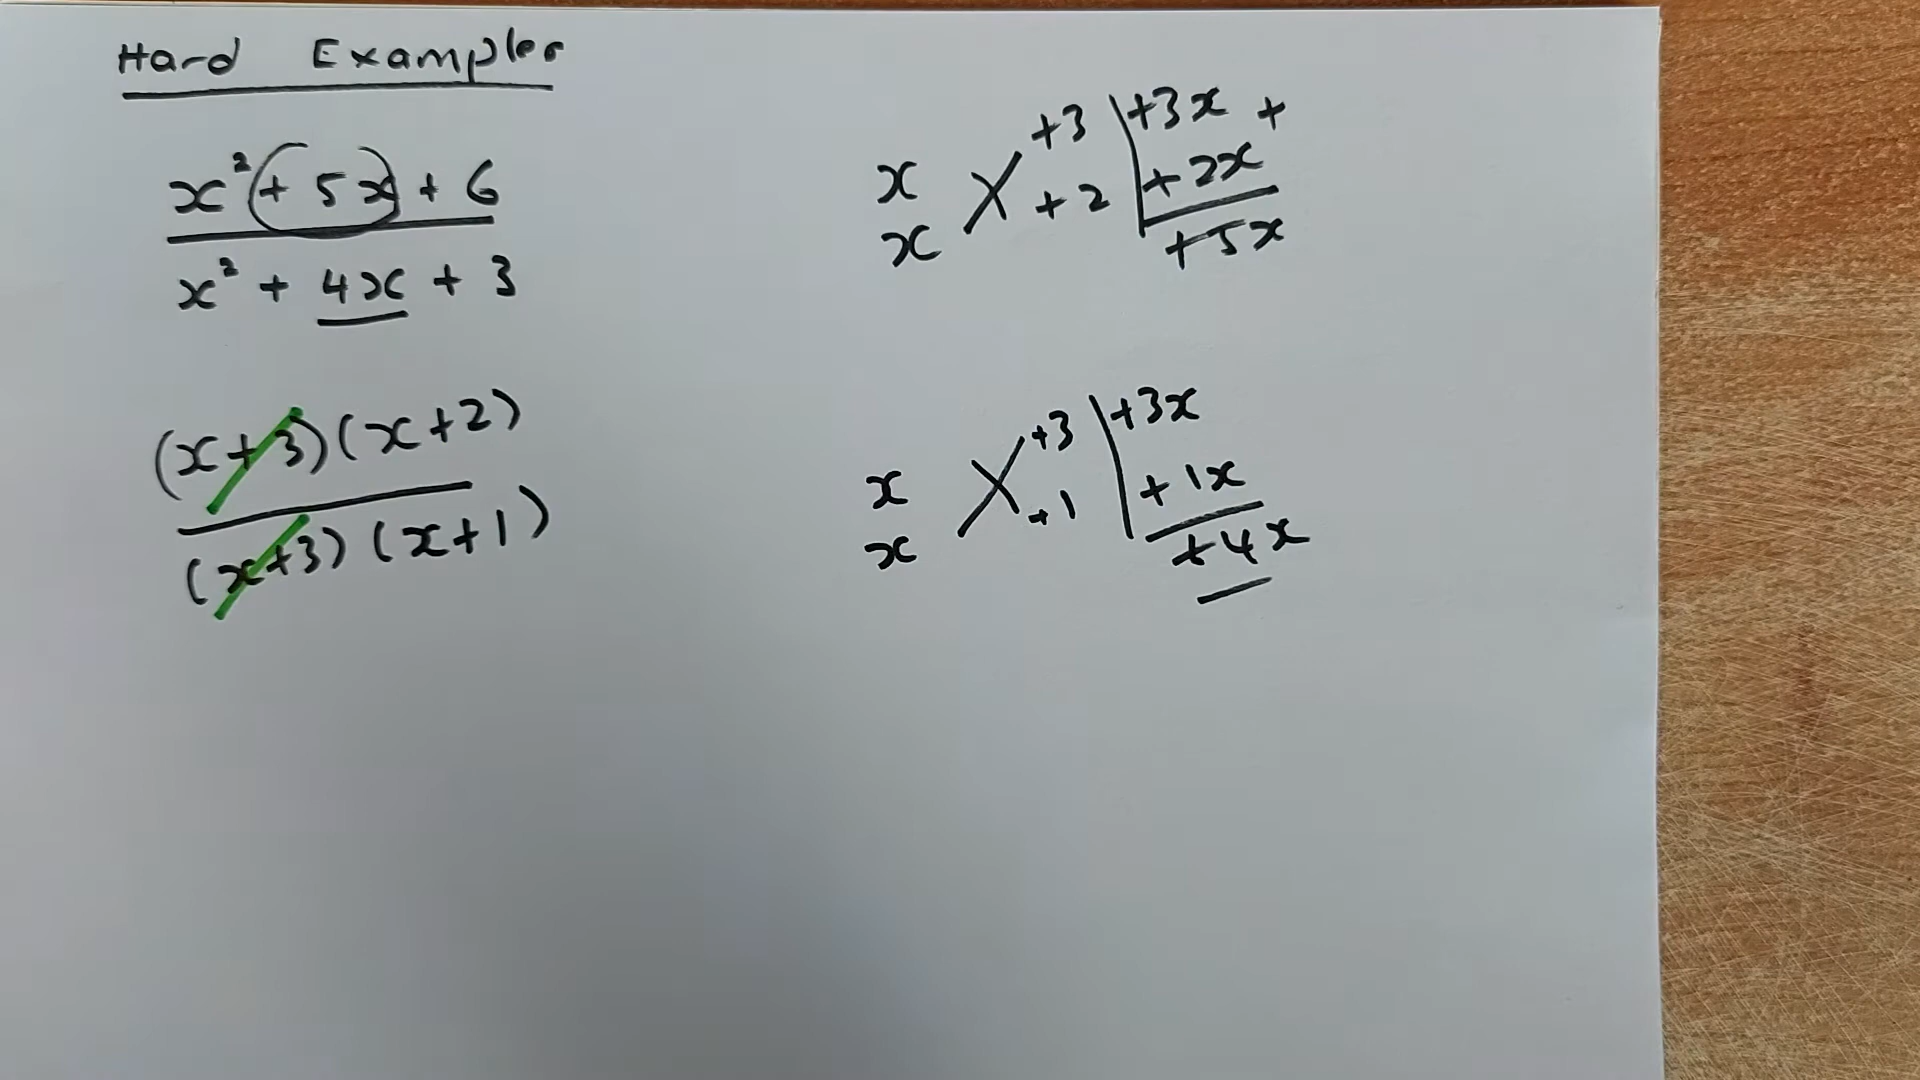 Hard Examples
x² + 5x + 6
x² + 4x + 3
(x+3)(x+2)
(x+3)(x+1)
+3 +3x +
x +2 +2x
x +5x
+3 +3x
x +1 +1x
x +4x